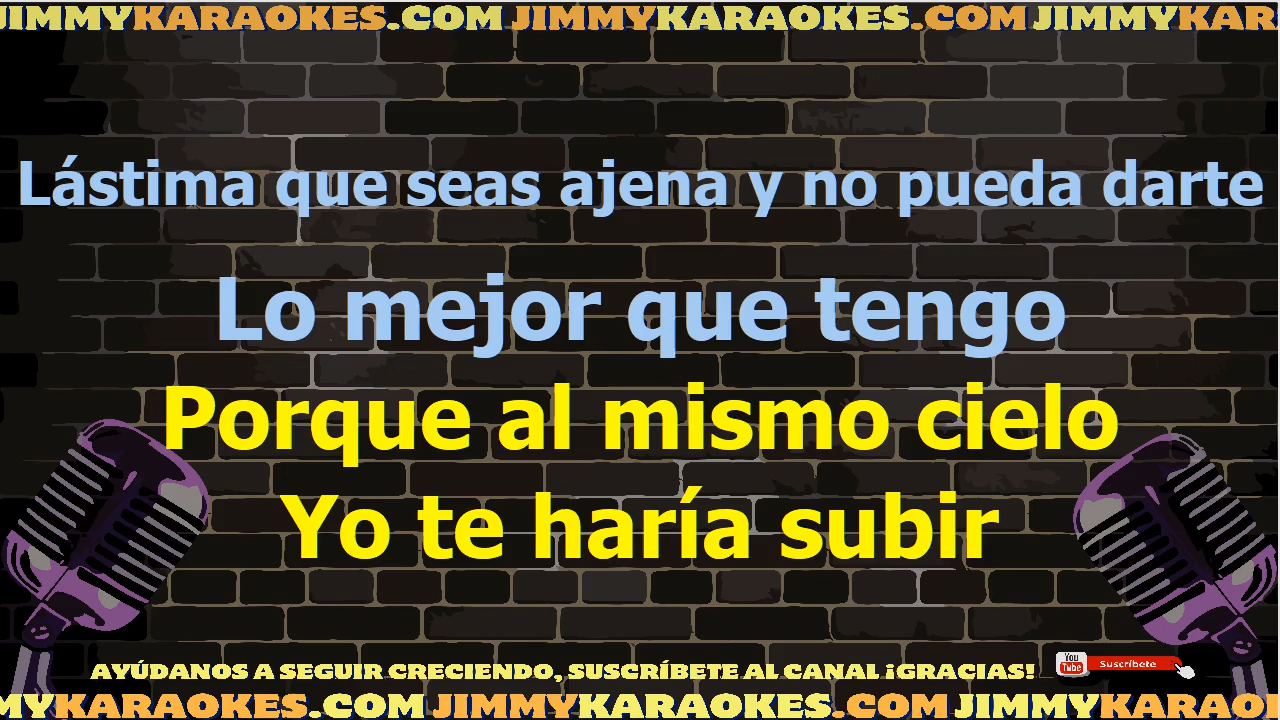 JIMMYKARAOKES.COM JIMMYKARAOKES.COM JIMMYKAR
Lástima que seas ajena y no pueda darte
Lo mejor que tengo
Porque al mismo cielo
Yo te haría subir
AYÚDANOS A SEGUIR CRECIENDO, SUSCRÍBETE AL CANAL ¡GRACIAS!
You Tube Suscríbete
MYKARAOKES.COM JIMMYKARAOKES.COM JIMMYKARAO